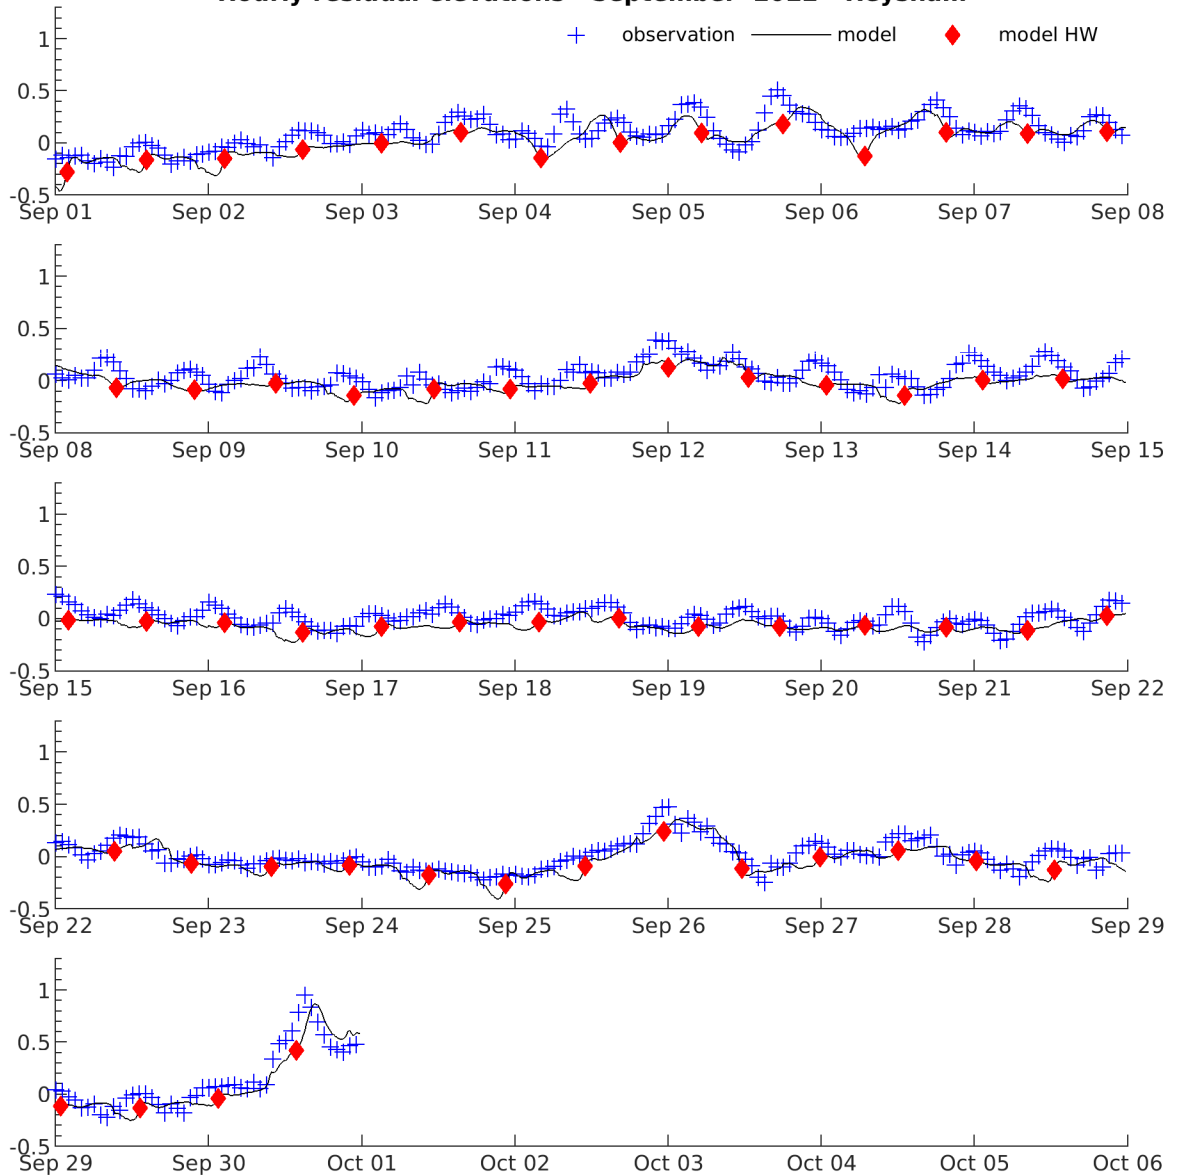 Hourly residual elevations - September 2022 - Heysham
observation model model HW
1
0.5
0
-0.5
Sep 01 Sep 02 Sep 03 Sep 04 Sep 05 Sep 06 Sep 07 Sep 08
1
0.5
0
-0.5
Sep 08 Sep 09 Sep 10 Sep 11 Sep 12 Sep 13 Sep 14 Sep 15
1
0.5
0
-0.5
Sep 15 Sep 16 Sep 17 Sep 18 Sep 19 Sep 20 Sep 21 Sep 22
1
0.5
0
-0.5
Sep 22 Sep 23 Sep 24 Sep 25 Sep 26 Sep 27 Sep 28 Sep 29
1
0.5
0
-0.5
Sep 29 Sep 30 Oct 01 Oct 02 Oct 03 Oct 04 Oct 05 Oct 06